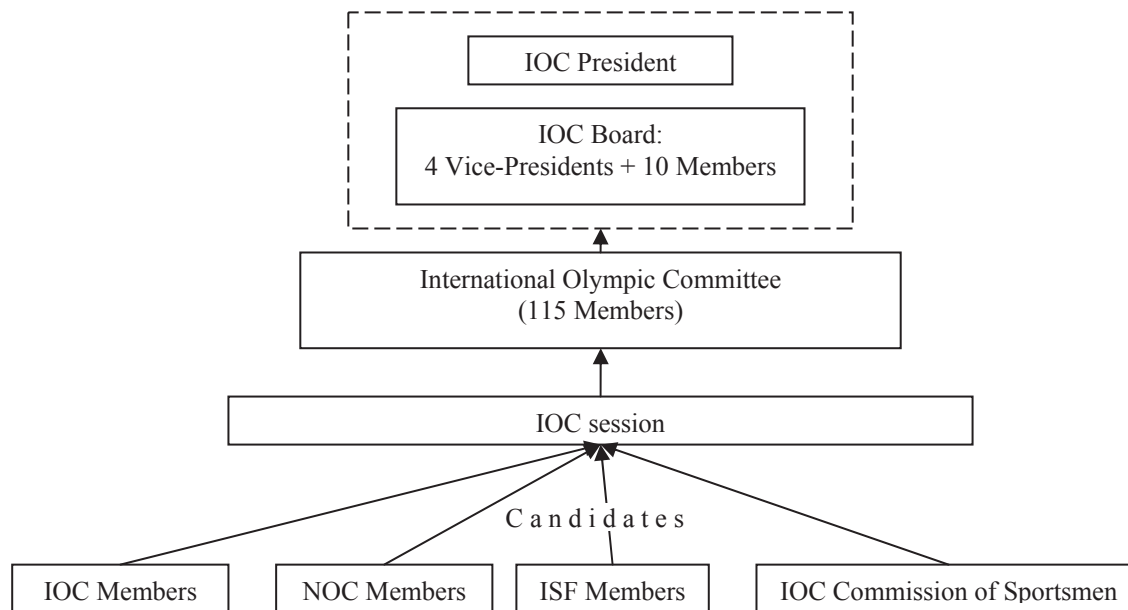 IOC President
IOC Board:
4 Vice-Presidents + 10 Members
International Olympic Committee
(115 Members)
IOC session
C a n d i d a t e s
IOC Members
NOC Members
ISF Members
IOC Commission of Sportsmen